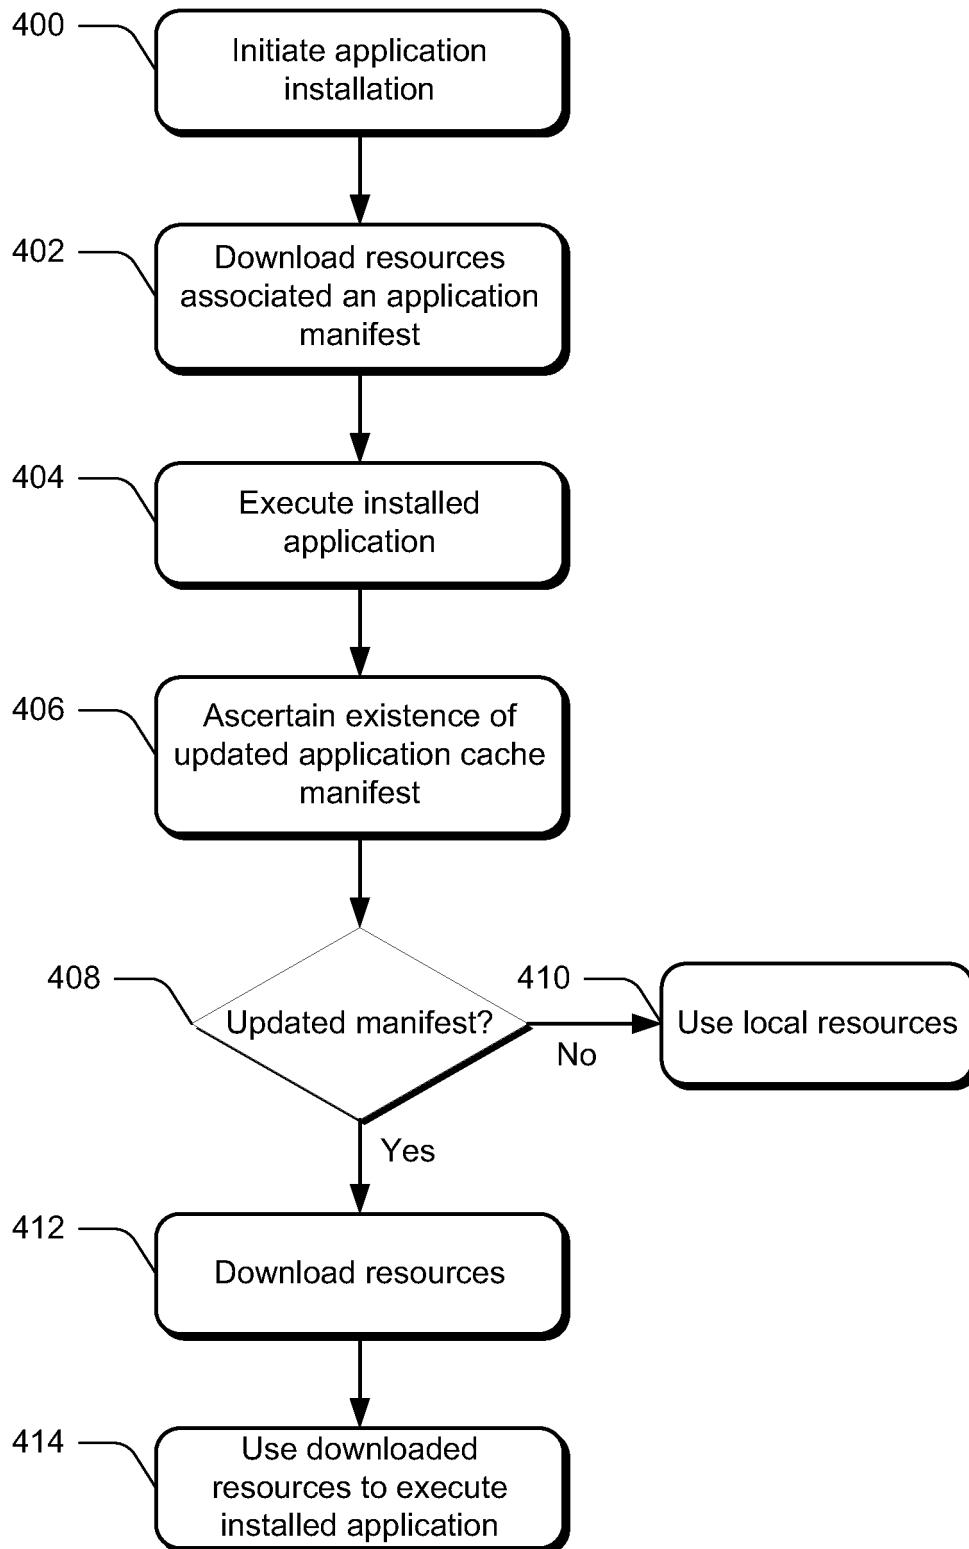 400
Initiate application
installation
402
Download resources
associated an application
manifest
404
Execute installed
application
406
Ascertain existence of
updated application cache
manifest
408
Updated manifest?
410
Use local resources
No
Yes
412
Download resources
414
Use downloaded
resources to execute
installed application